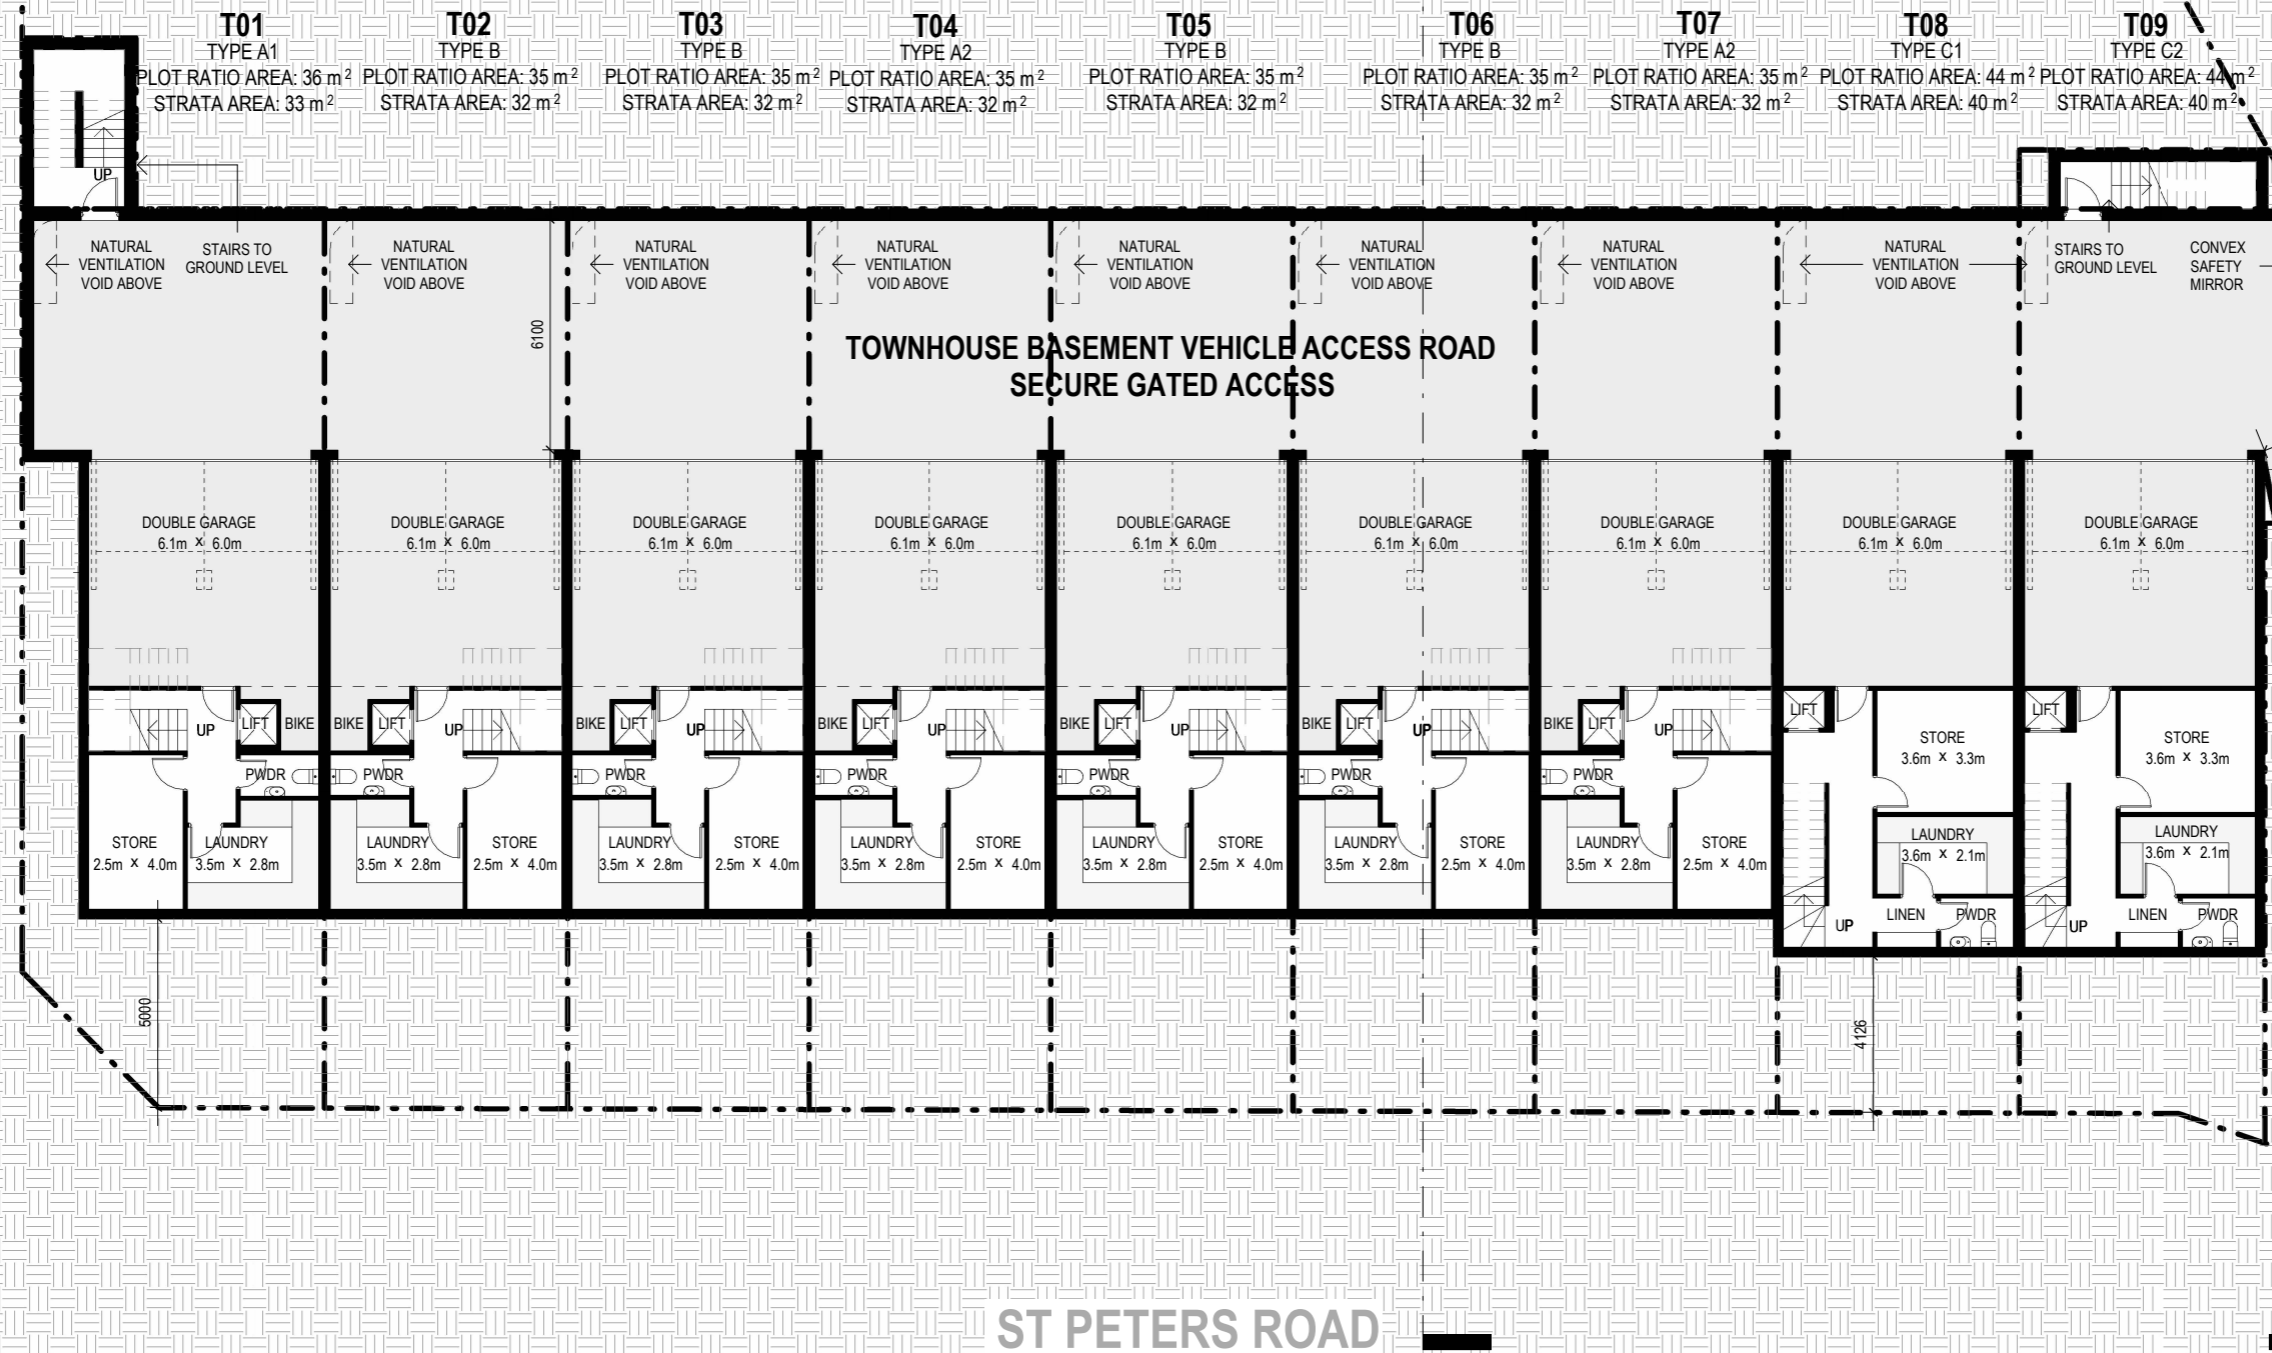 T01
TYPE A1
PLOT RATIO AREA: 36 m²
STRATA AREA: 33 m²
T02
TYPE B
PLOT RATIO AREA: 35 m²
STRATA AREA: 32 m²
T03
TYPE B
PLOT RATIO AREA: 35 m²
STRATA AREA: 32 m²
T04
TYPE A2
PLOT RATIO AREA: 35 m²
STRATA AREA: 32 m²
T05
TYPE B
PLOT RATIO AREA: 35 m²
STRATA AREA: 32 m²
T06
TYPE B
PLOT RATIO AREA: 35 m²
STRATA AREA: 32 m²
T07
TYPE A2
PLOT RATIO AREA: 35 m²
STRATA AREA: 32 m²
T08
TYPE C1
PLOT RATIO AREA: 44 m²
STRATA AREA: 40 m²
T09
TYPE C2
PLOT RATIO AREA: 44 m²
STRATA AREA: 40 m²
UP
NATURAL
VENTILATION
VOID ABOVE
STAIRS TO
GROUND LEVEL
NATURAL
VENTILATION
VOID ABOVE
NATURAL
VENTILATION
VOID ABOVE
NATURAL
VENTILATION
VOID ABOVE
NATURAL
VENTILATION
VOID ABOVE
NATURAL
VENTILATION
VOID ABOVE
NATURAL
VENTILATION
VOID ABOVE
NATURAL
VENTILATION
VOID ABOVE
STAIRS TO
GROUND LEVEL
CONVEX
SAFETY
MIRROR
6100
TOWNHOUSE BASEMENT VEHICLE ACCESS ROAD
SECURE GATED ACCESS
DOUBLE GARAGE
6.1m x 6.0m
DOUBLE GARAGE
6.1m x 6.0m
DOUBLE GARAGE
6.1m x 6.0m
DOUBLE GARAGE
6.1m x 6.0m
DOUBLE GARAGE
6.1m x 6.0m
DOUBLE GARAGE
6.1m x 6.0m
DOUBLE GARAGE
6.1m x 6.0m
DOUBLE GARAGE
6.1m x 6.0m
DOUBLE GARAGE
6.1m x 6.0m
UP
LIFT
BIKE
PWDR
STORE
2.5m x 4.0m
LAUNDRY
3.5m x 2.8m
BIKE
LIFT
UP
PWDR
LAUNDRY
3.5m x 2.8m
STORE
2.5m x 4.0m
BIKE
LIFT
UP
PWDR
LAUNDRY
3.5m x 2.8m
STORE
2.5m x 4.0m
BIKE
LIFT
UP
PWDR
LAUNDRY
3.5m x 2.8m
STORE
2.5m x 4.0m
BIKE
LIFT
UP
PWDR
LAUNDRY
3.5m x 2.8m
STORE
2.5m x 4.0m
BIKE
LIFT
UP
PWDR
LAUNDRY
3.5m x 2.8m
STORE
2.5m x 4.0m
BIKE
LIFT
UP
PWDR
LAUNDRY
3.5m x 2.8m
STORE
2.5m x 4.0m
LIFT
STORE
3.6m x 3.3m
LAUNDRY
3.6m x 2.1m
UP
LINEN
PWDR
LIFT
STORE
3.6m x 3.3m
LAUNDRY
3.6m x 2.1m
UP
LINEN
PWDR
5000
4126
ST PETERS ROAD